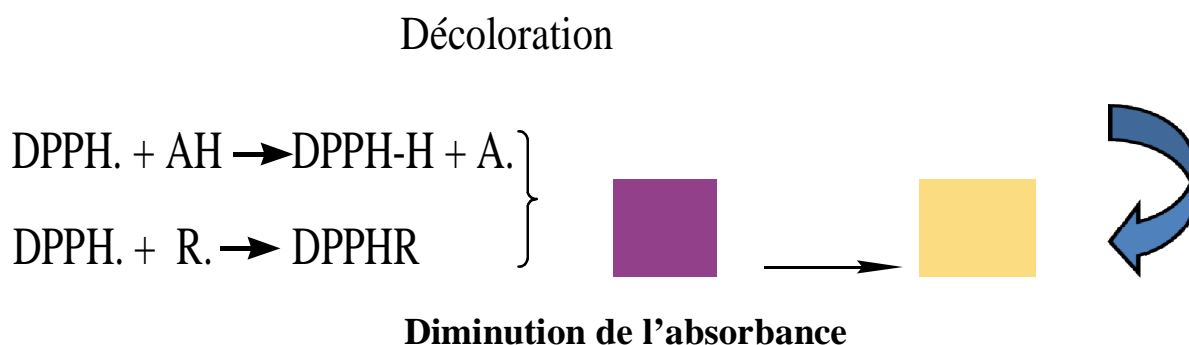 Décoloration
DPPH. + AH → DPPH-H + A.
DPPH. + R. → DPPHR
Diminution de l’absorbance